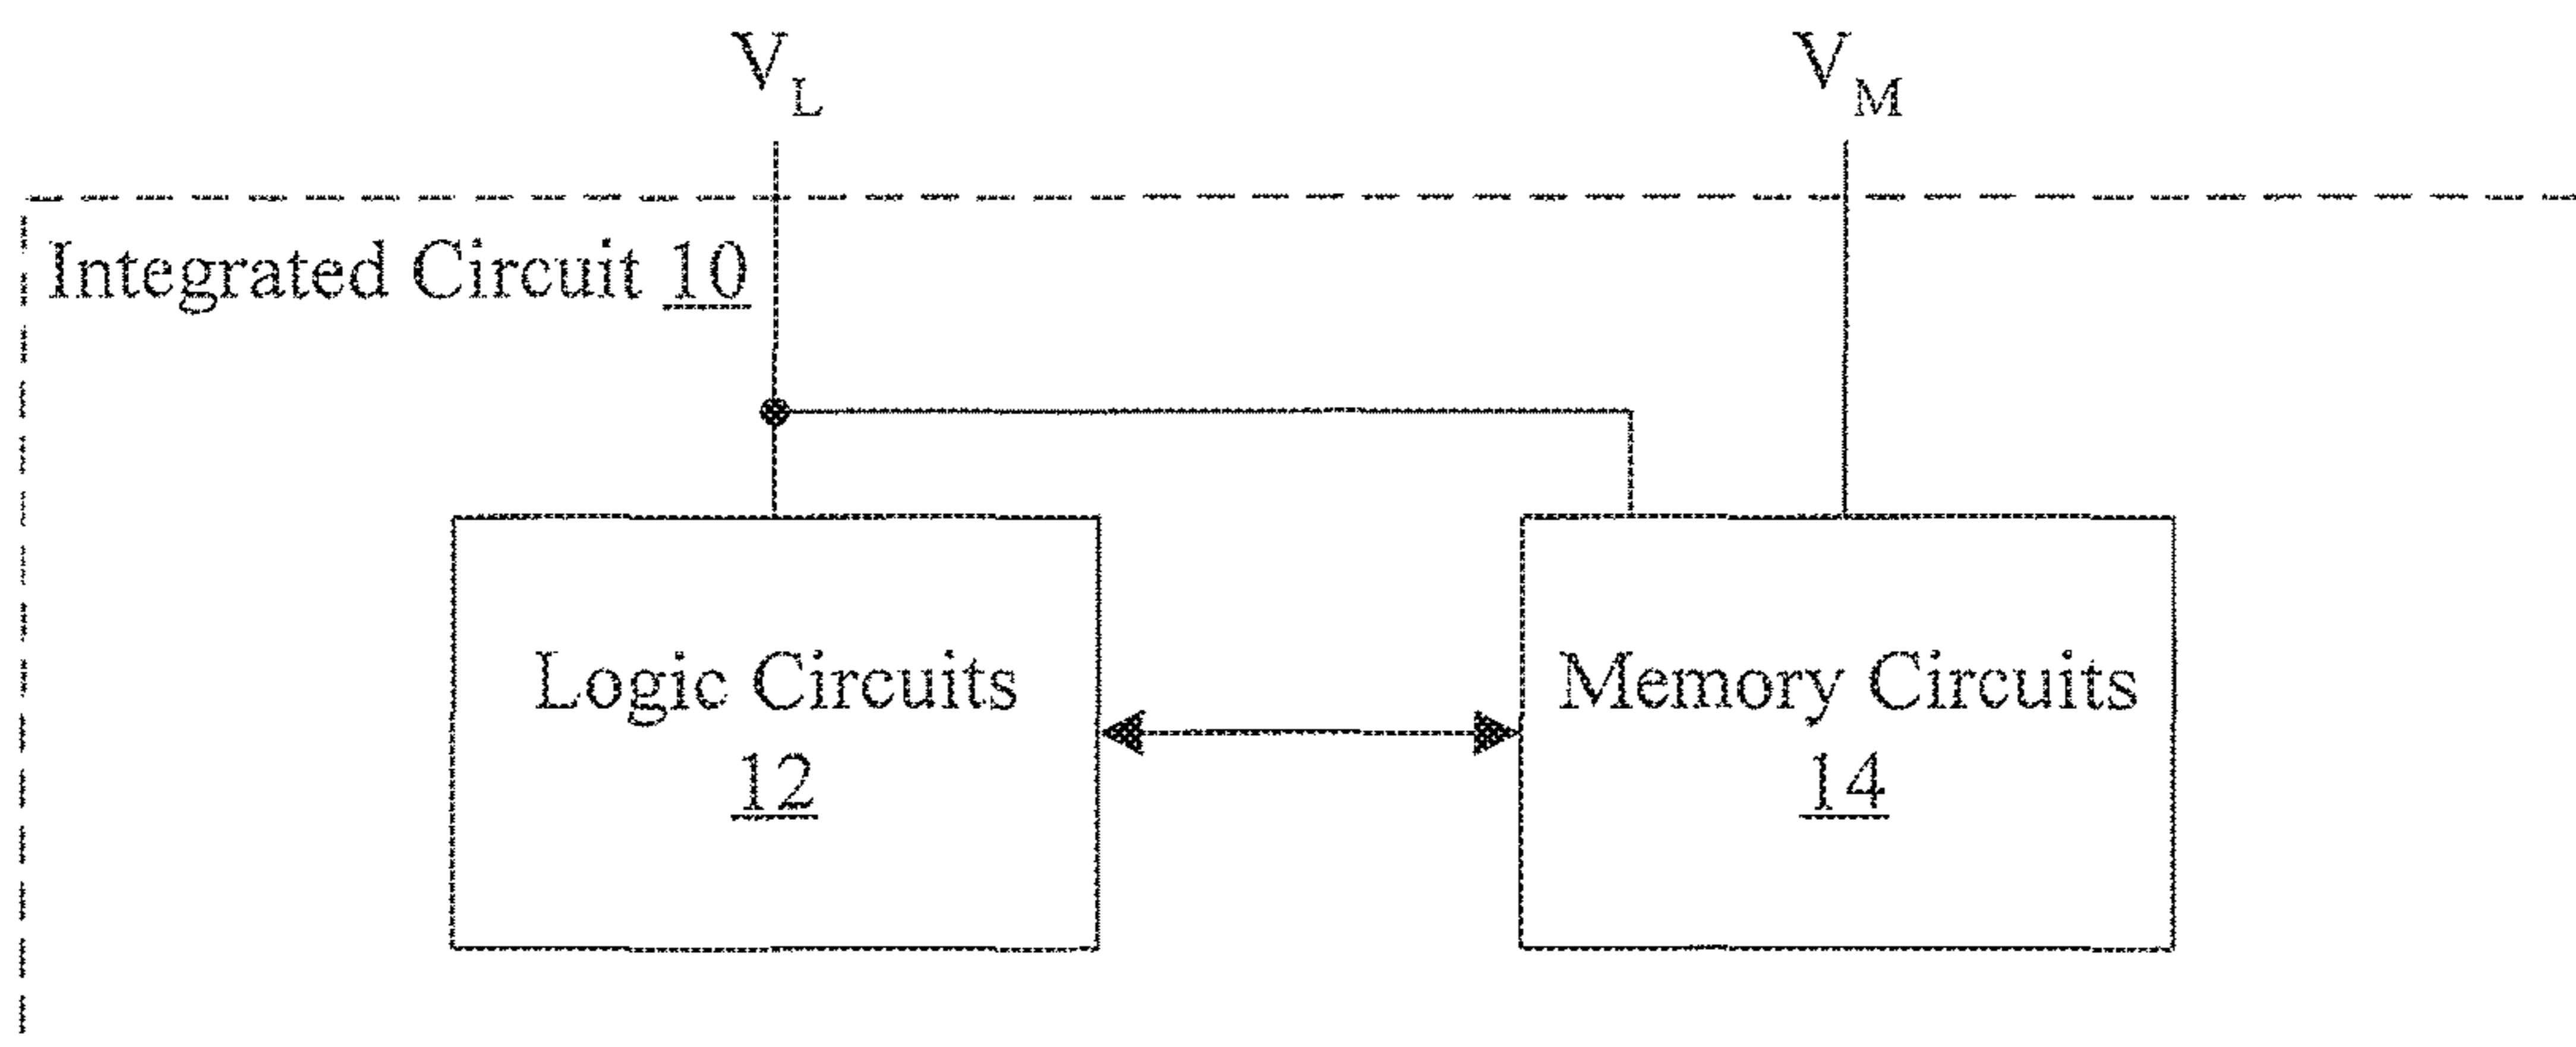 V_L
V_M
Integrated Circuit 10
Logic Circuits
12
Memory Circuits
14